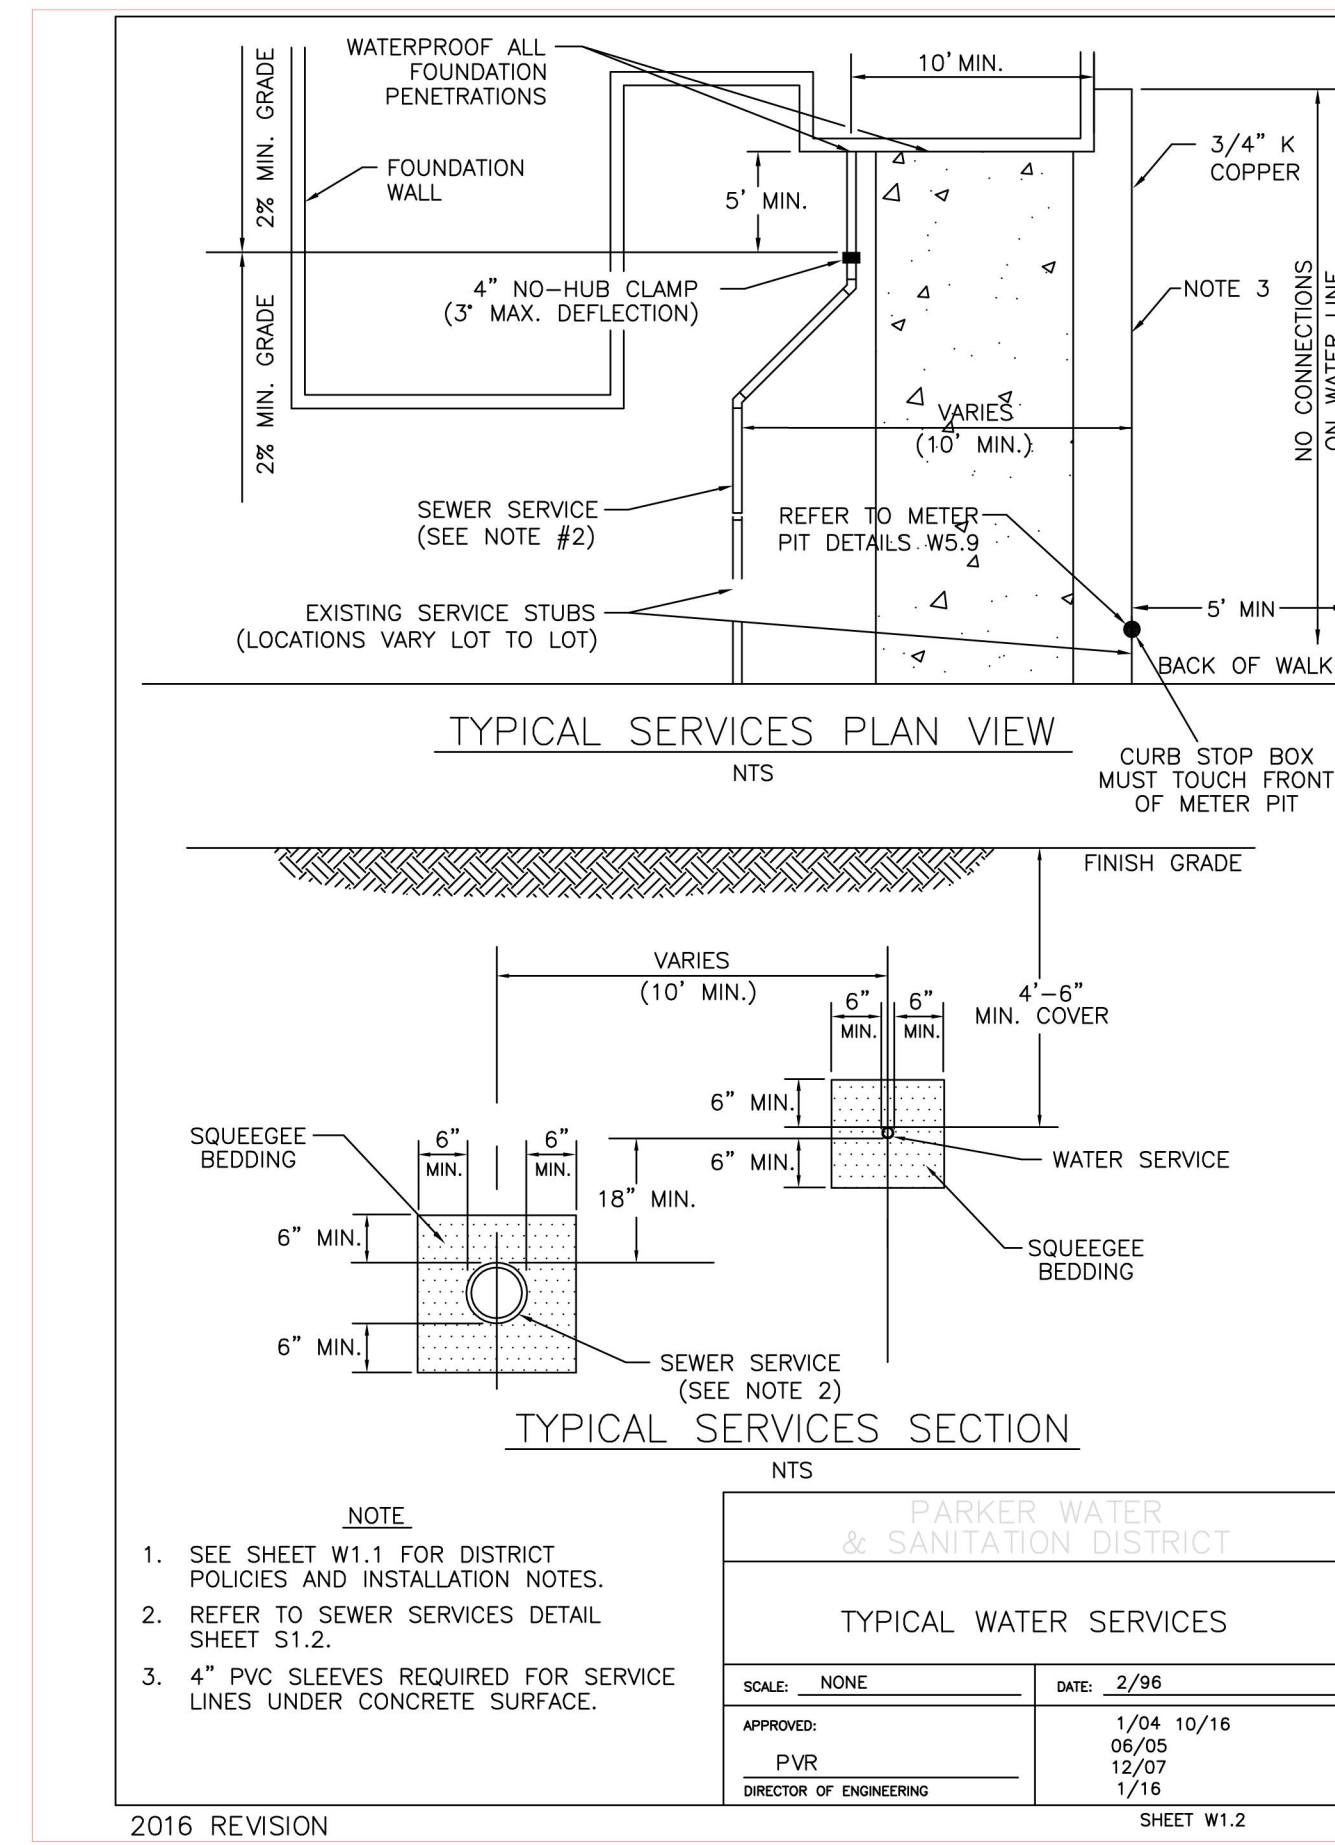 WATERPROOF ALL
FOUNDATION
PENETRATIONS
10' MIN.
2% MIN. GRADE
FOUNDATION
WALL
5' MIN.
3/4" K
COPPER
4" NO-HUB CLAMP
(3° MAX. DEFLECTION)
NOTE 3
NO CONNECTIONS
ON WATER LINE
2% MIN. GRADE
VARIES
(10' MIN.)
SEWER SERVICE
(SEE NOTE #2)
REFER TO METER
PIT DETAILS W5.9
EXISTING SERVICE STUBS
(LOCATIONS VARY LOT TO LOT)
5' MIN
BACK OF WALK
TYPICAL SERVICES PLAN VIEW
NTS
CURB STOP BOX
MUST TOUCH FRONT
OF METER PIT
FINISH GRADE
VARIES
(10' MIN.)
6" 6"
MIN. MIN.
4'-6"
MIN. COVER
6" MIN.
6" MIN.
SQUEEGEE
BEDDING
6" 6"
MIN. MIN.
WATER SERVICE
18" MIN.
6" MIN.
SQUEEGEE
BEDDING
6" MIN.
SEWER SERVICE
(SEE NOTE 2)
TYPICAL SERVICES SECTION
NTS
NOTE
1. SEE SHEET W1.1 FOR DISTRICT
POLICIES AND INSTALLATION NOTES.
2. REFER TO SEWER SERVICES DETAIL
SHEET S1.2.
3. 4" PVC SLEEVES REQUIRED FOR SERVICE
LINES UNDER CONCRETE SURFACE.
PARKER WATER
& SANITATION DISTRICT
TYPICAL WATER SERVICES
SCALE: NONE
DATE: 2/96
APPROVED:
PVR
DIRECTOR OF ENGINEERING
1/04 10/16
06/05
12/07
1/16
2016 REVISION
SHEET W1.2